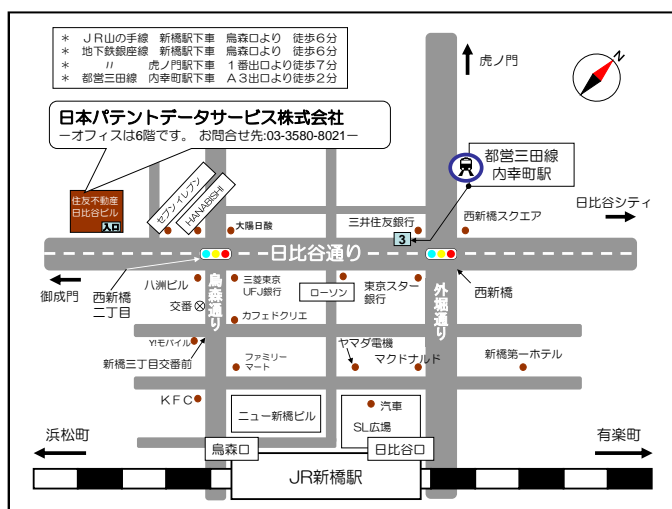 ＊　ＪＲ山の手線　新橋駅下車　烏森口より　徒歩６分
＊　地下鉄銀座線　新橋駅下車　烏森口より　徒歩６分
＊　　　〃　　　虎ノ門駅下車　１番出口より徒歩７分
＊　都営三田線　内幸町駅下車　Ａ３出口より徒歩２分
虎ノ門
N
日本パテントデータサービス株式会社
－オフィスは6階です。 お問合せ先:03-3580-8021－
都営三田線
内幸町駅
住友不動産
日比谷ビル
入口
セブンイレブン
HANABISHI
大陽日酸
三井住友銀行
3
西新橋スクエア
日比谷シティ
日比谷通り
御成門
西新橋
二丁目
八洲ビル
交番
烏森通り
三菱東京
UFJ銀行
カフェドクリエ
ローソン
東京スター
銀行
外堀通り
西新橋
Y!モバイル
新橋三丁目交番前
ファミリー
マート
ヤマダ電機
マクドナルド
新橋第一ホテル
ＫＦＣ
ニュー新橋ビル
汽車
SL広場
浜松町
烏森口
日比谷口
有楽町
JR新橋駅